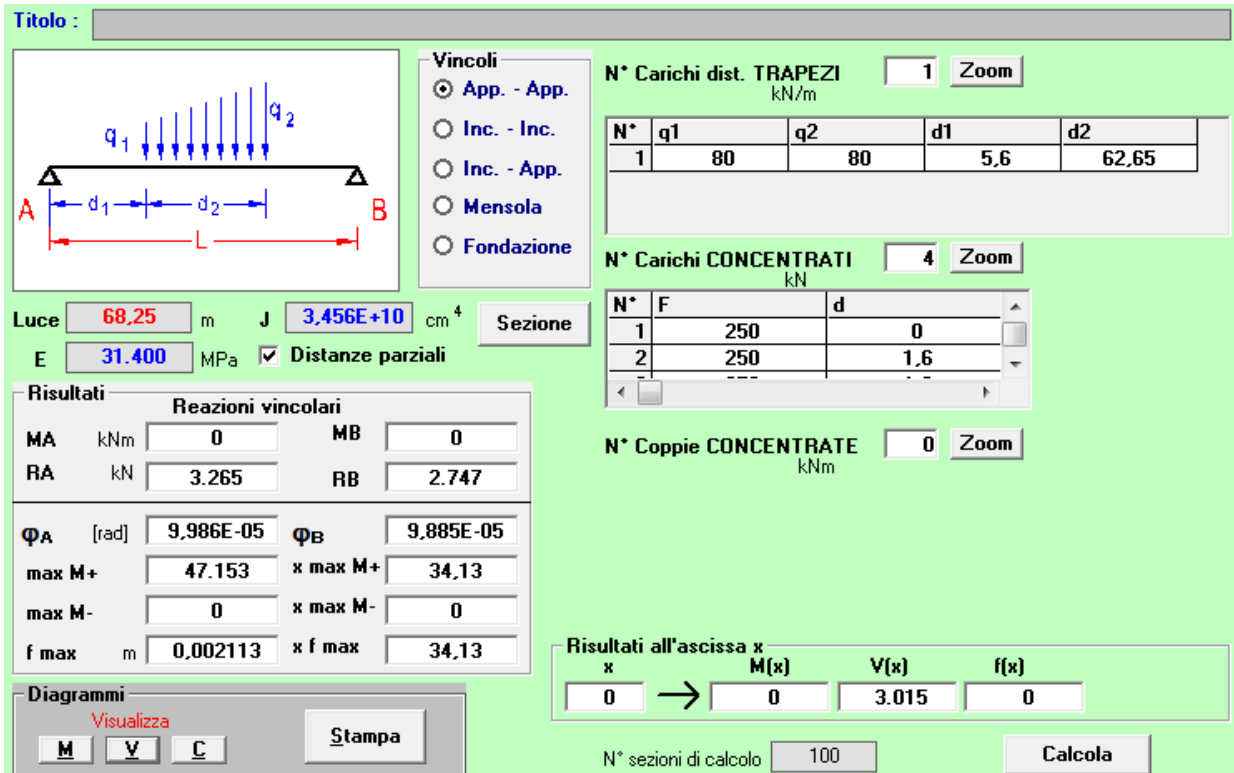 Titolo :
q1 q2
A d1 d2 B
L
Vincoli
App. - App.
Inc. - Inc.
Inc. - App.
Mensola
Fondazione
N° Carichi dist. TRAPEZI 1 Zoom
kN/m
N° q1 q2 d1 d2
1 80 80 5,6 62,65
N° Carichi CONCENTRATI 4 Zoom
kN
N° F d
1 250 0
2 250 1,6
N° Coppie CONCENTRATE 0 Zoom
kNm
Luce 68,25 m J 3,456E+10 cm 4 Sezione
E 31.400 MPa Distanze parziali
Risultati
Reazioni vincolari
MA kNm 0 MB 0
RA kN 3.265 RB 2.747
φA [rad] 9,986E-05 φB 9,885E-05
max M+ 47.153 x max M+ 34,13
max M- 0 x max M- 0
f max m 0,002113 x f max 34,13
Risultati all'ascissa x
x M(x) V(x) f(x)
0 0 3.015 0
Diagrammi
Visualizza
M V C Stampa
N° sezioni di calcolo 100 Calcola